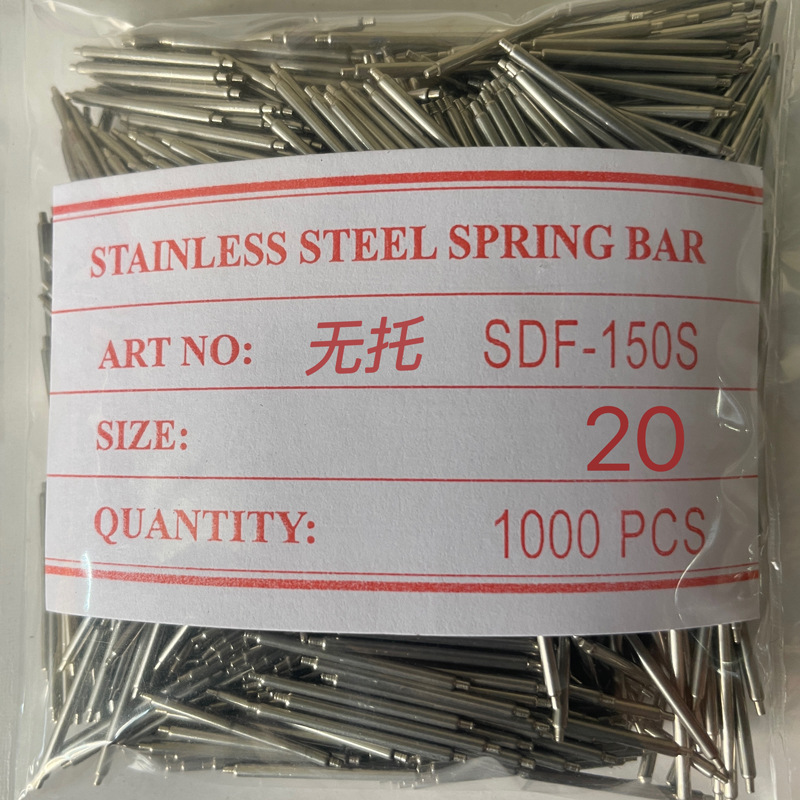 STAINLESS STEEL SPRING BAR
ART NO: 无托 SDF-150S
SIZE: 20
QUANTITY: 1000 PCS